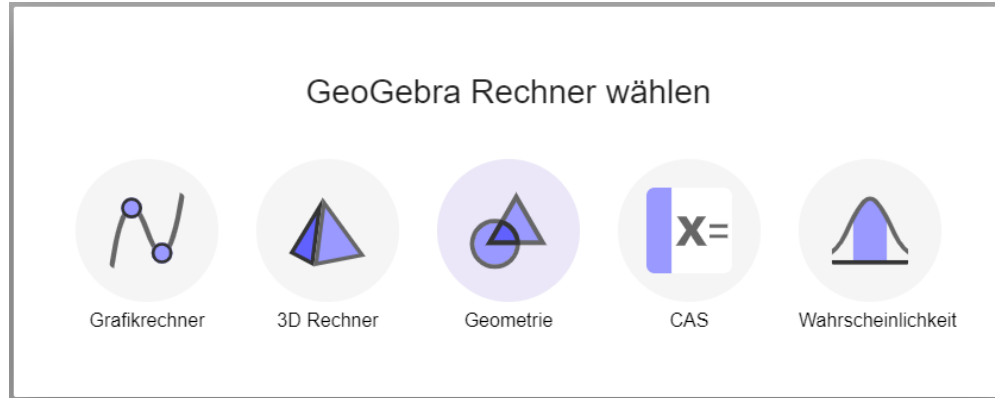 GeoGebra Rechner wählen
x=
Grafikrechner
3D Rechner
Geometrie
CAS
Wahrscheinlichkeit